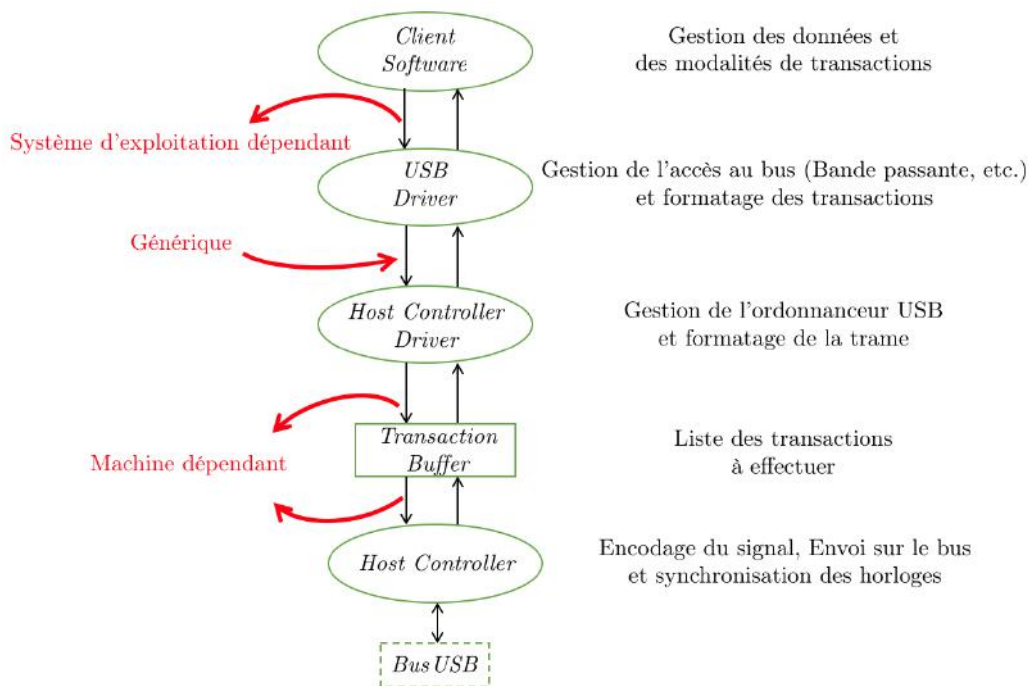 Client
Software
Gestion des données et
des modalités de transactions
Système d'exploitation dépendant
USB
Driver
Gestion de l'accès au bus (Bande passante, etc.)
et formatage des transactions
Générique
Host Controller
Driver
Gestion de l'ordonnanceur USB
et formatage de la trame
Transaction
Buffer
Liste des transactions
à effectuer
Machine dépendant
Host Controller
Encodage du signal, Envoi sur le bus
et synchronisation des horloges
Bus USB